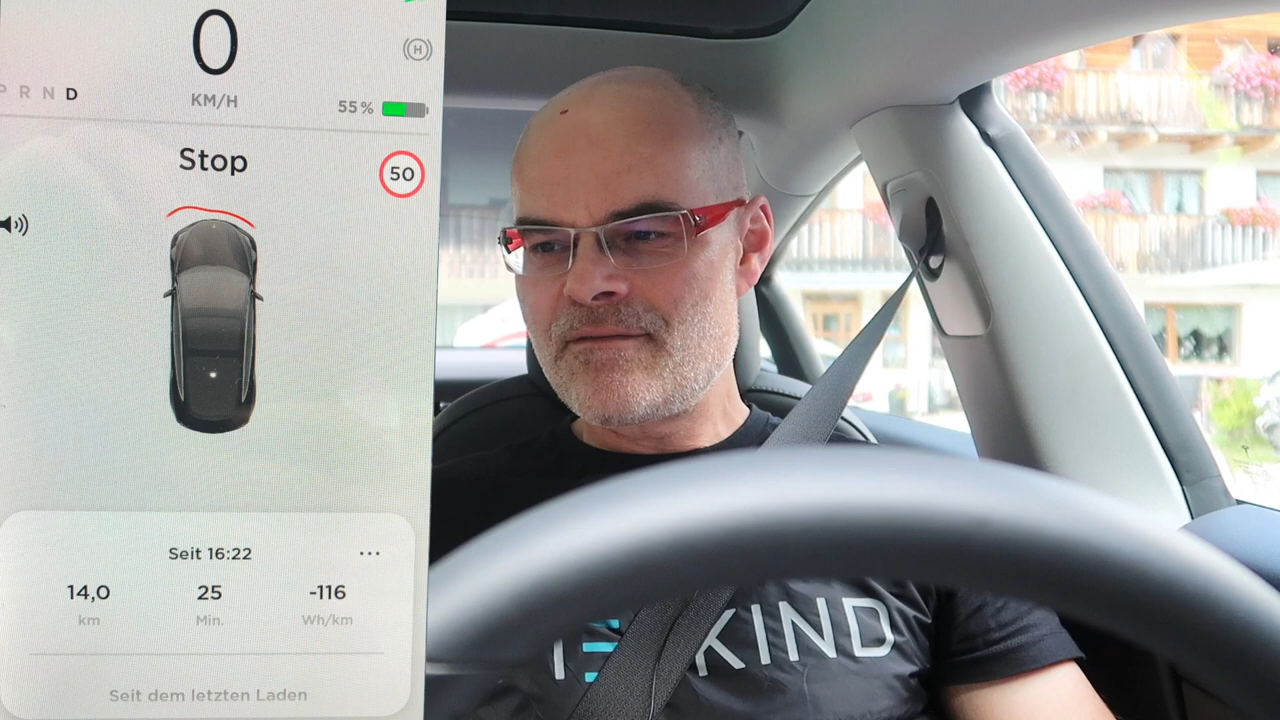 0
KM/H
P R N D
H
55 %
Stop
50
Seit 16:22
14,0 25 -116
km Min. Wh/km
Seit dem letzten Laden
KIND